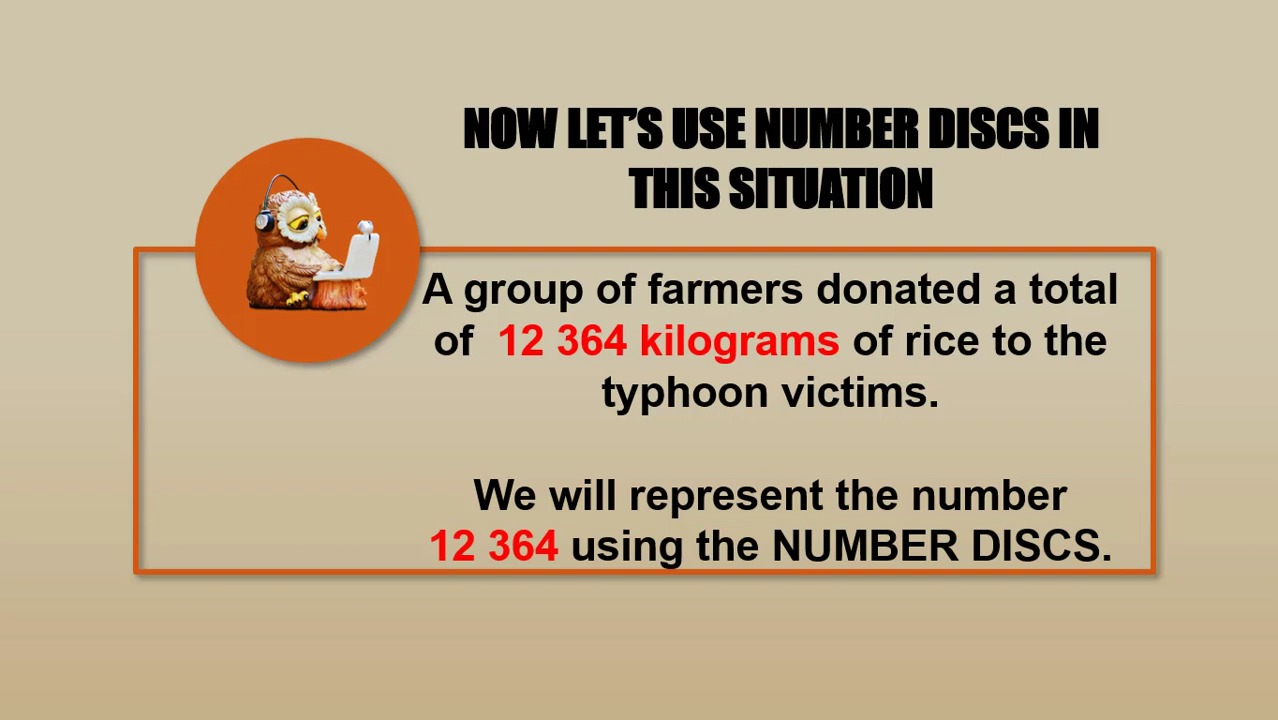 NOW LET'S USE NUMBER DISCS IN
THIS SITUATION
A group of farmers donated a total
of 12 364 kilograms of rice to the
typhoon victims.
We will represent the number
12 364 using the NUMBER DISCS.